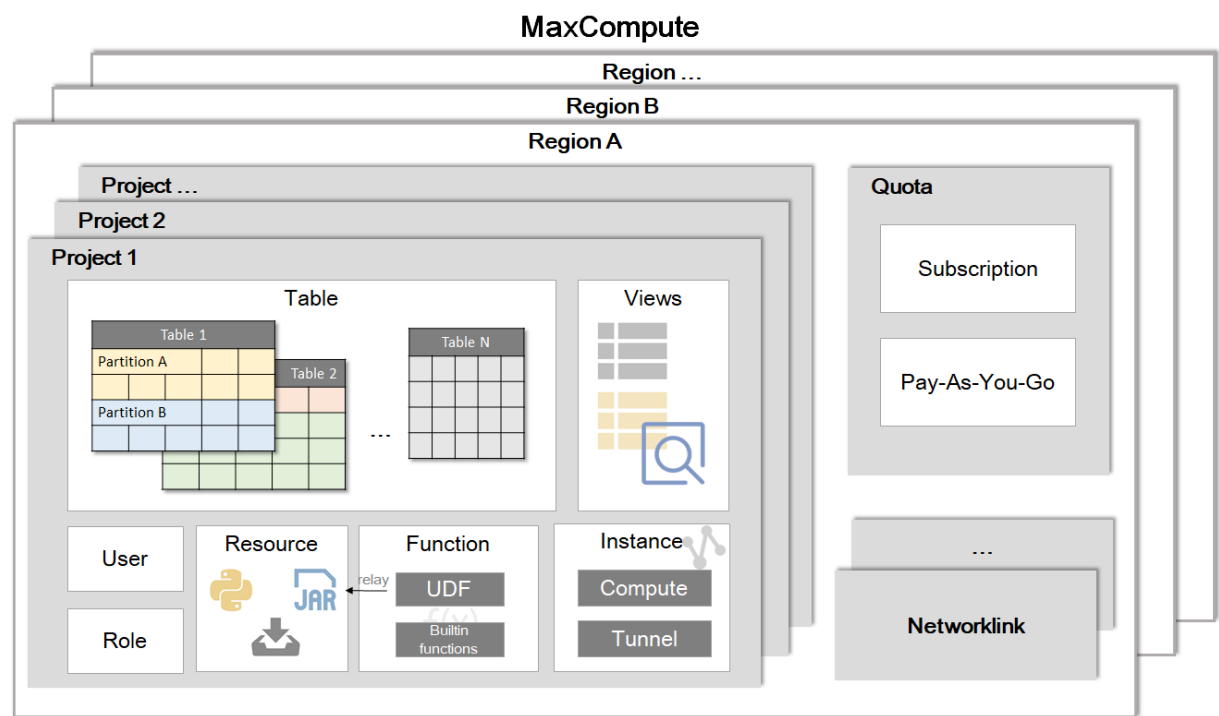 MaxCompute
Region ...
Region B
Region A
Project ...
Project 2
Project 1
Table
Table 1
Partition A
Partition B
Table 2
...
Table N
Views
User
Role
Resource
JAR
relay
Function
UDF
f(x)
Builtin
functions
Instance
Compute
Tunnel
Quota
Subscription
Pay-As-You-Go
...
Networklink